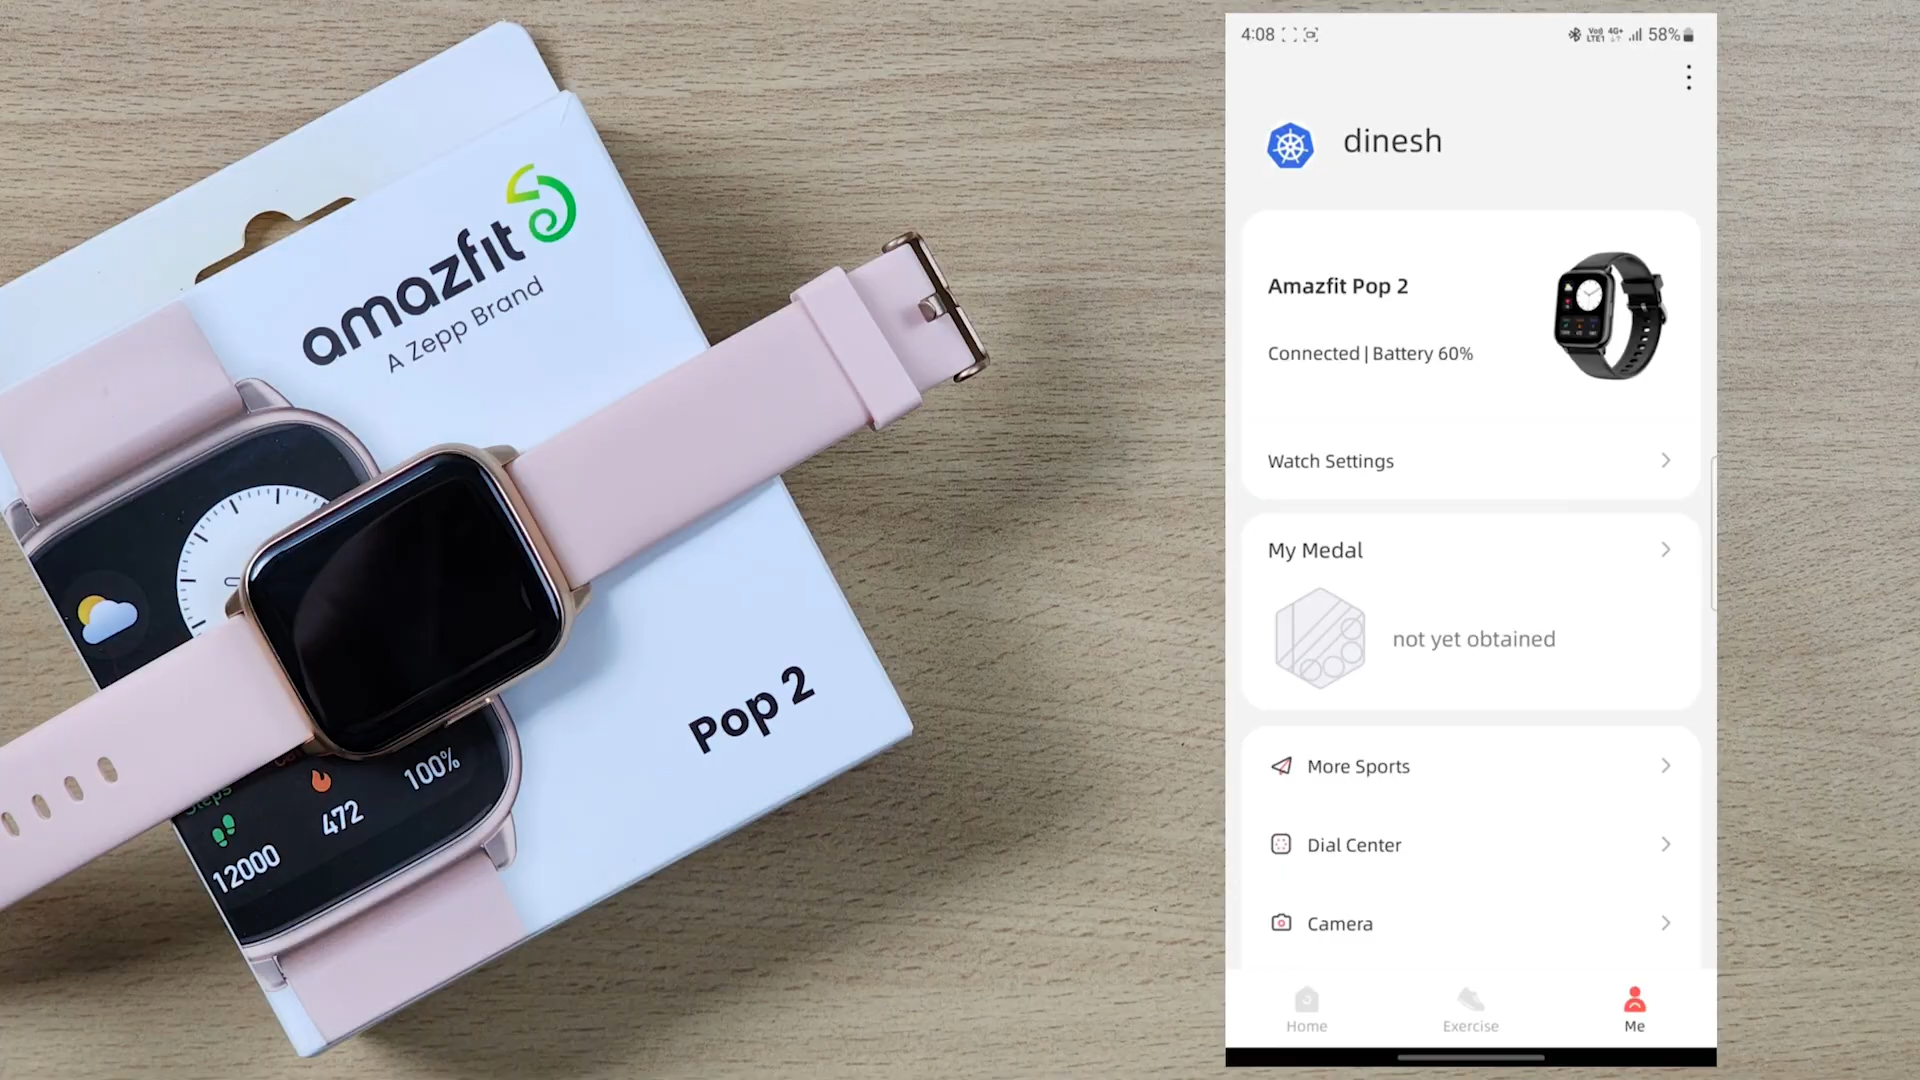 amazfit
A Zepp Brand
Pop 2
100%
472
12000
4:08
58%
dinesh
Amazfit Pop 2
Connected | Battery 60%
Watch Settings
My Medal
not yet obtained
More Sports
Dial Center
Camera
Home
Exercise
Me